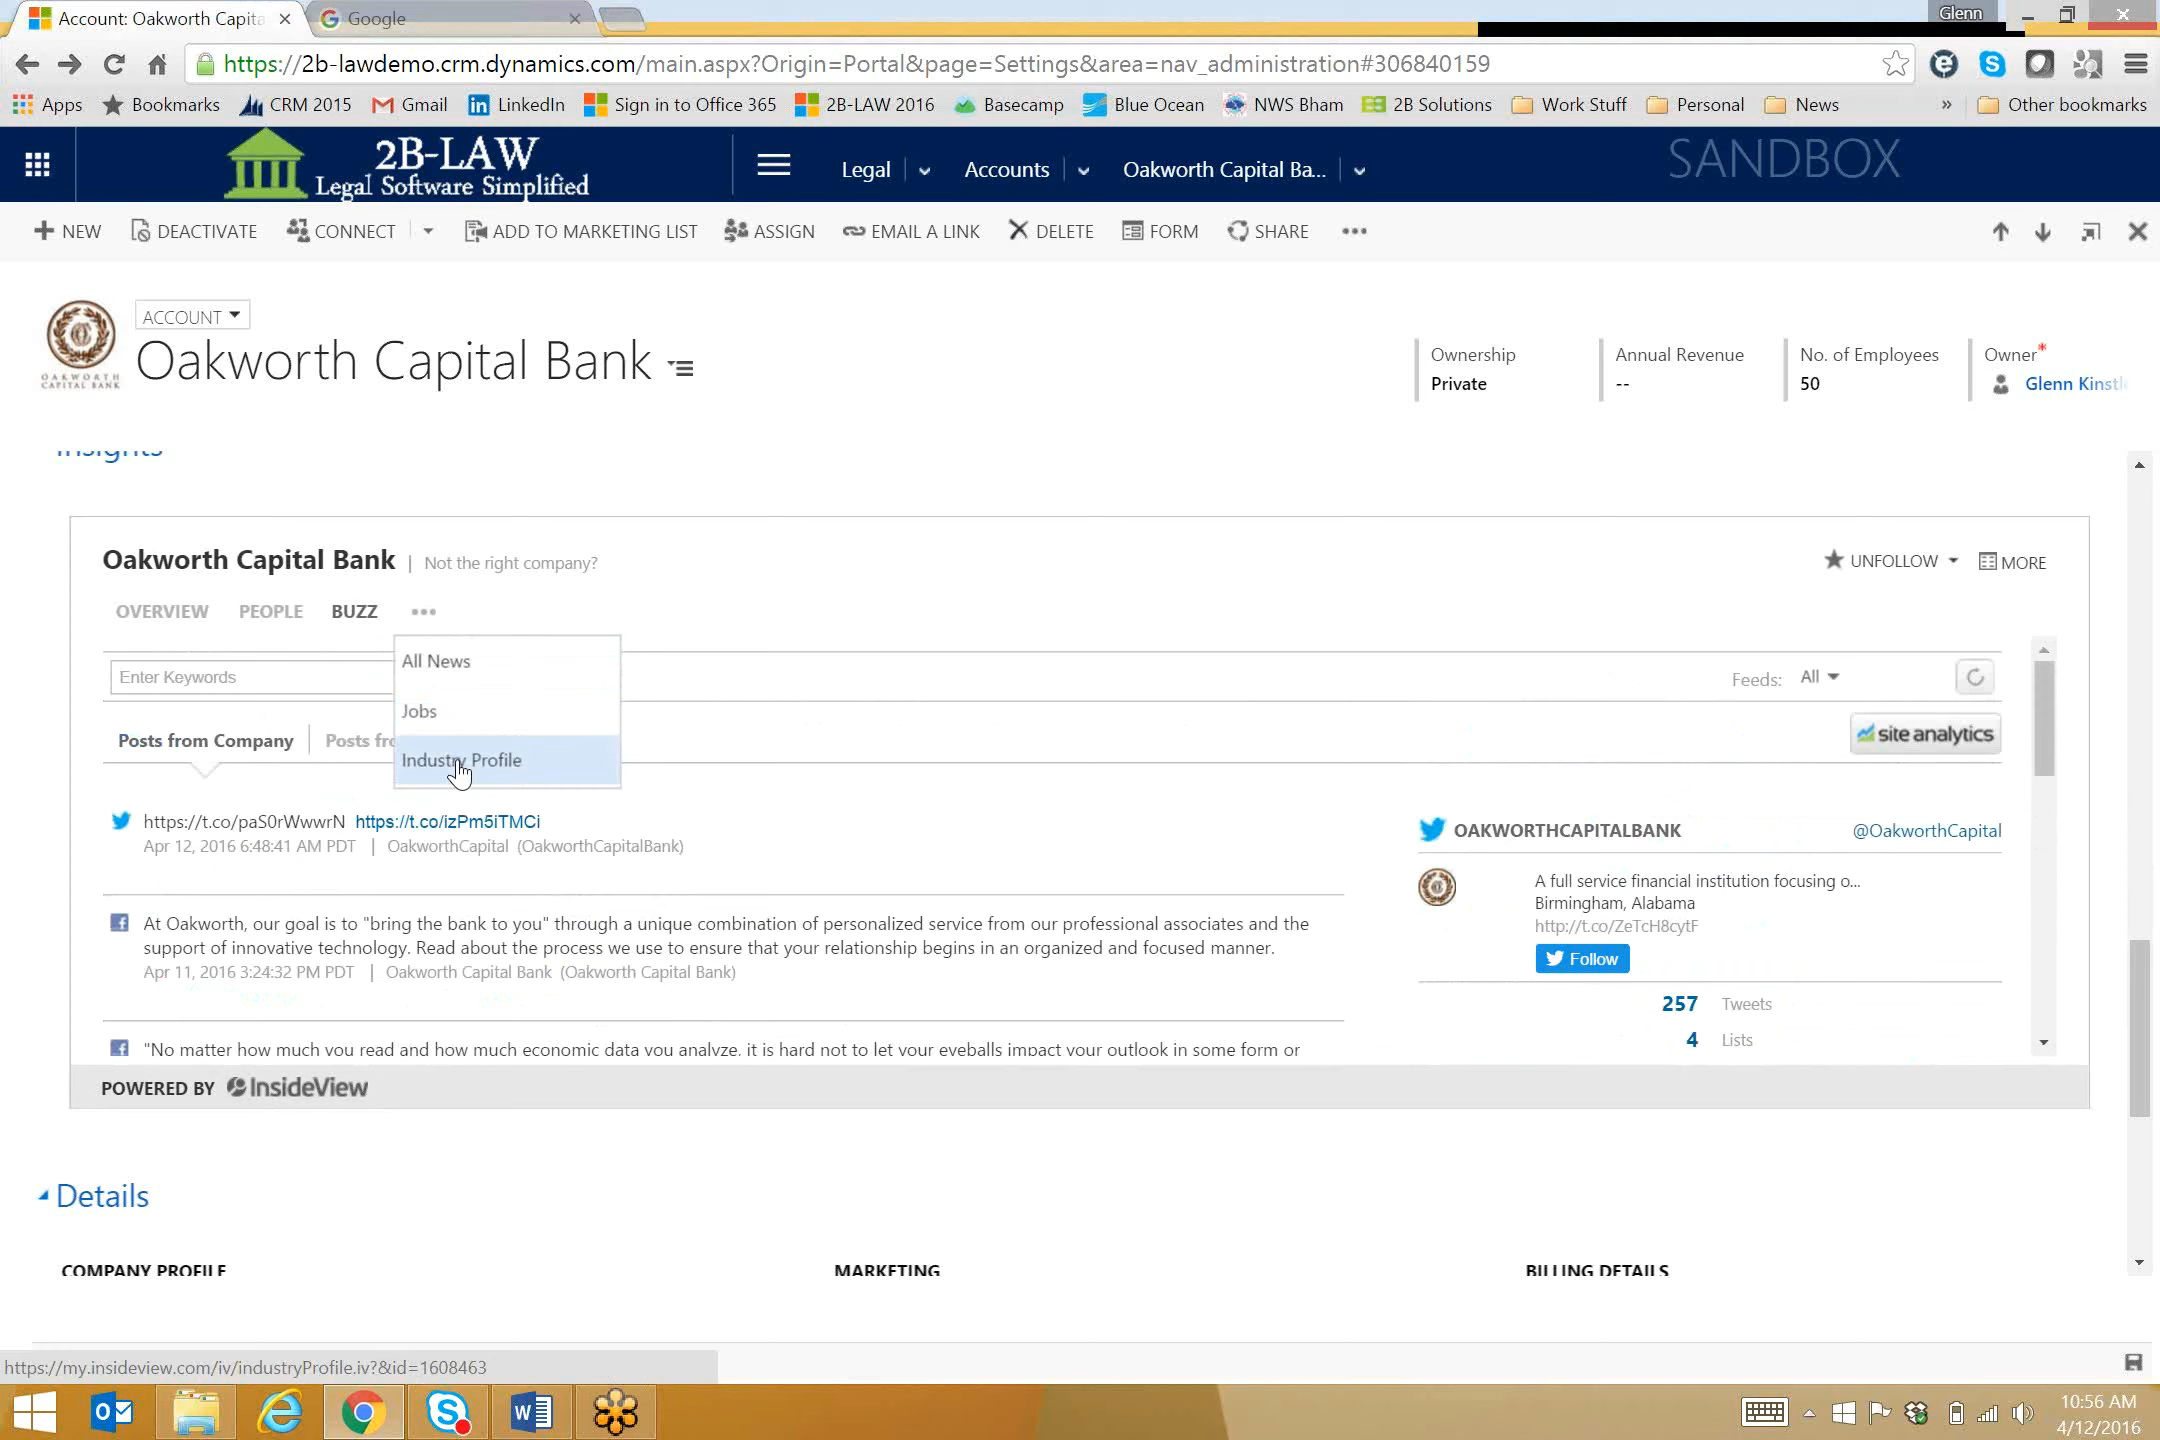 Account: Oakworth Capita
Google
Glenn
https://2b-lawdemo.crm.dynamics.com/main.aspx?Origin=Portal&page=Settings&area=nav_administration#306840159
Apps Bookmarks CRM 2015 Gmail LinkedIn Sign in to Office 365 2B-LAW 2016 Basecamp Blue Ocean NWS Bham 2B Solutions Work Stuff Personal News » Other bookmarks
2B-LAW
Legal Software Simplified
Legal Accounts Oakworth Capital Ba...
SANDBOX
NEW DEACTIVATE CONNECT ADD TO MARKETING LIST ASSIGN EMAIL A LINK DELETE FORM SHARE
OAKWORTH
CAPITAL BANK
ACCOUNT
Oakworth Capital Bank
Ownership
Private
Annual Revenue
--
No. of Employees
50
Owner*
Glenn Kinstl
Insights
Oakworth Capital Bank | Not the right company?
UNFOLLOW MORE
OVERVIEW PEOPLE BUZZ
All News
Jobs
Industry Profile
Enter Keywords
Feeds: All
Posts from Company Posts fr
site analytics
https://t.co/paS0rWwwrN https://t.co/izPm5iTMCi
Apr 12, 2016 6:48:41 AM PDT | OakworthCapital (OakworthCapitalBank)
At Oakworth, our goal is to "bring the bank to you" through a unique combination of personalized service from our professional associates and the
support of innovative technology. Read about the process we use to ensure that your relationship begins in an organized and focused manner.
Apr 11, 2016 3:24:32 PM PDT | Oakworth Capital Bank (Oakworth Capital Bank)
"No matter how much you read and how much economic data you analyze, it is hard not to let your eyeballs impact your outlook in some form or
OAKWORTHCAPITALBANK @OakworthCapital
A full service financial institution focusing o...
Birmingham, Alabama
http://t.co/ZeTcH8cytF
Follow
257 Tweets
4 Lists
POWERED BY InsideView
Details
COMPANY PROFILE
MARKETING
BILLING DETAILS
https://my.insideview.com/iv/industryProfile.iv?&id=1608463
10:56 AM
4/12/2016